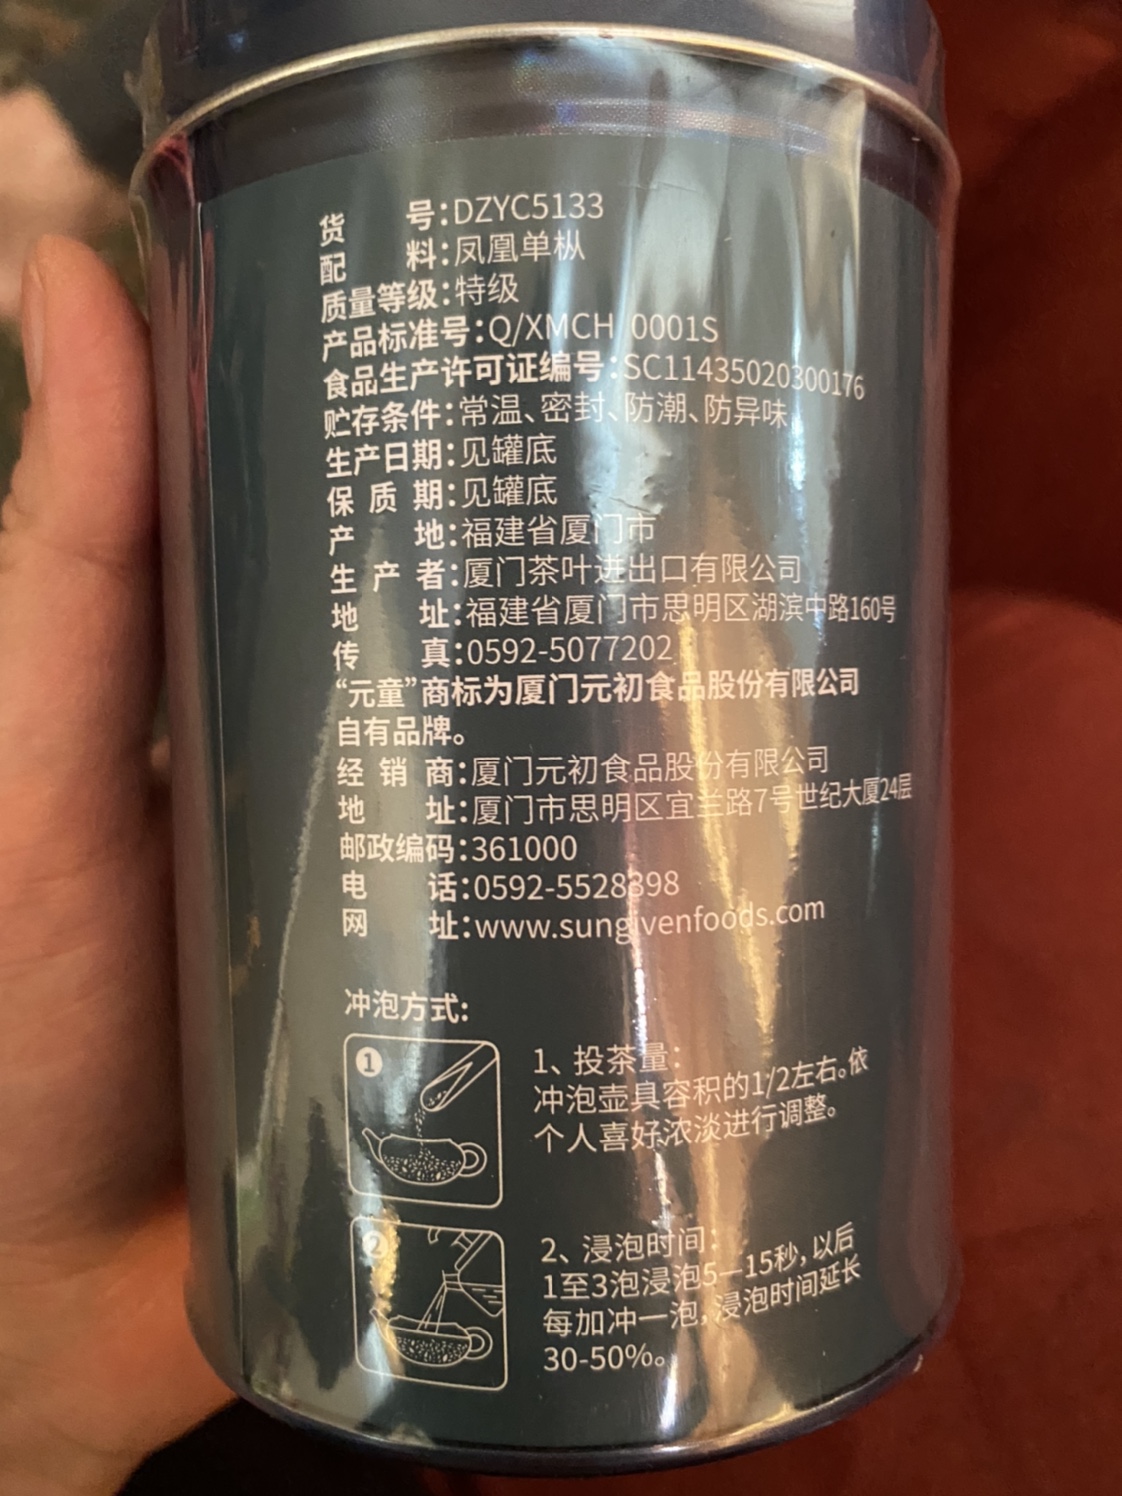 货 号：DZYC5133
配 料：凤凰单枞
质量等级：特级
产品标准号：Q/XMCH 0001S
食品生产许可证编号：SC11435020300176
贮存条件：常温、密封、防潮、防异味
生产日期：见罐底
保 质 期：见罐底
产 地：福建省厦门市
生 产 者：厦门茶叶进出口有限公司
地 址：福建省厦门市思明区湖滨中路160号
传 真：0592-5077202
“元童”商标为厦门元初食品股份有限公司
自有品牌。
经 销 商：厦门元初食品股份有限公司
地 址：厦门市思明区宜兰路7号世纪大厦24层
邮政编码：361000
电 话：0592-5528398
网 址：www.sungivenfoods.com
冲泡方式：
1
1、投茶量：
冲泡壶具容积的1/2左右。依
个人喜好浓淡进行调整。
2
2、浸泡时间：
1至3泡浸泡5—15秒，以后
每加冲一泡，浸泡时间延长
30-50%。